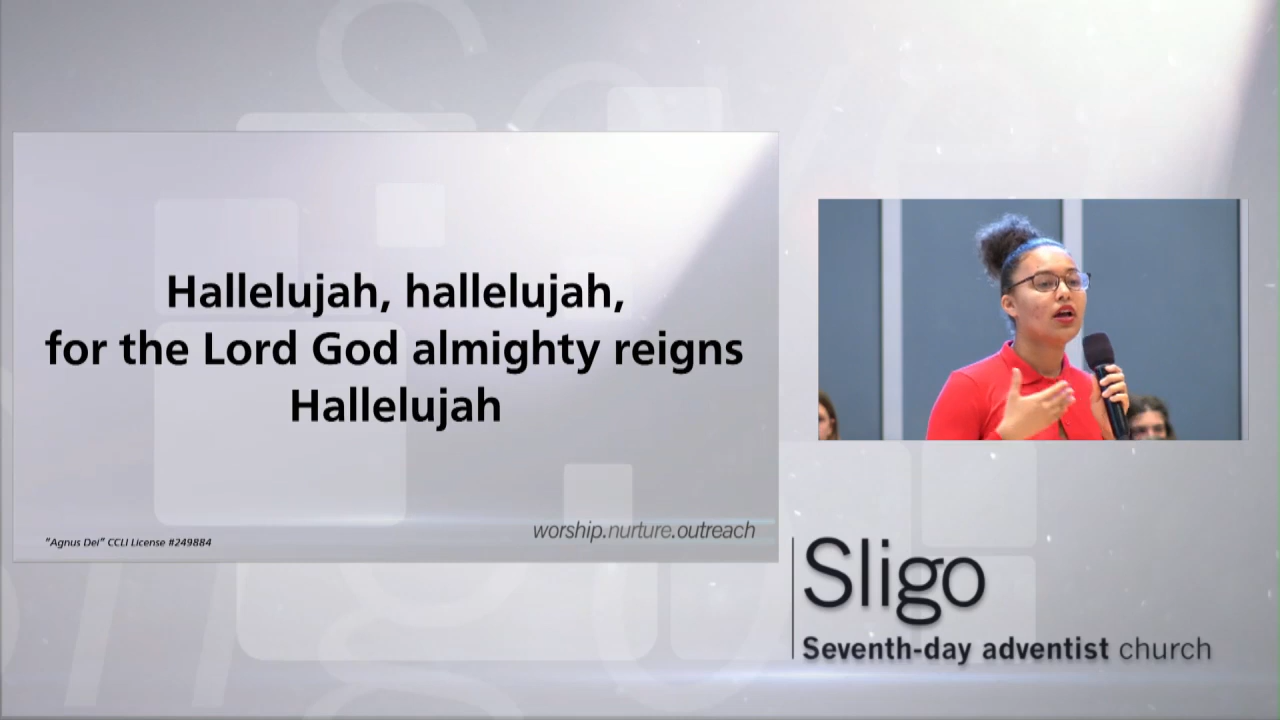 Hallelujah, hallelujah,
for the Lord God almighty reigns
Hallelujah
"Agnus Dei" CCLI License #249884
worship.nurture.outreach
Sligo
Seventh-day adventist church